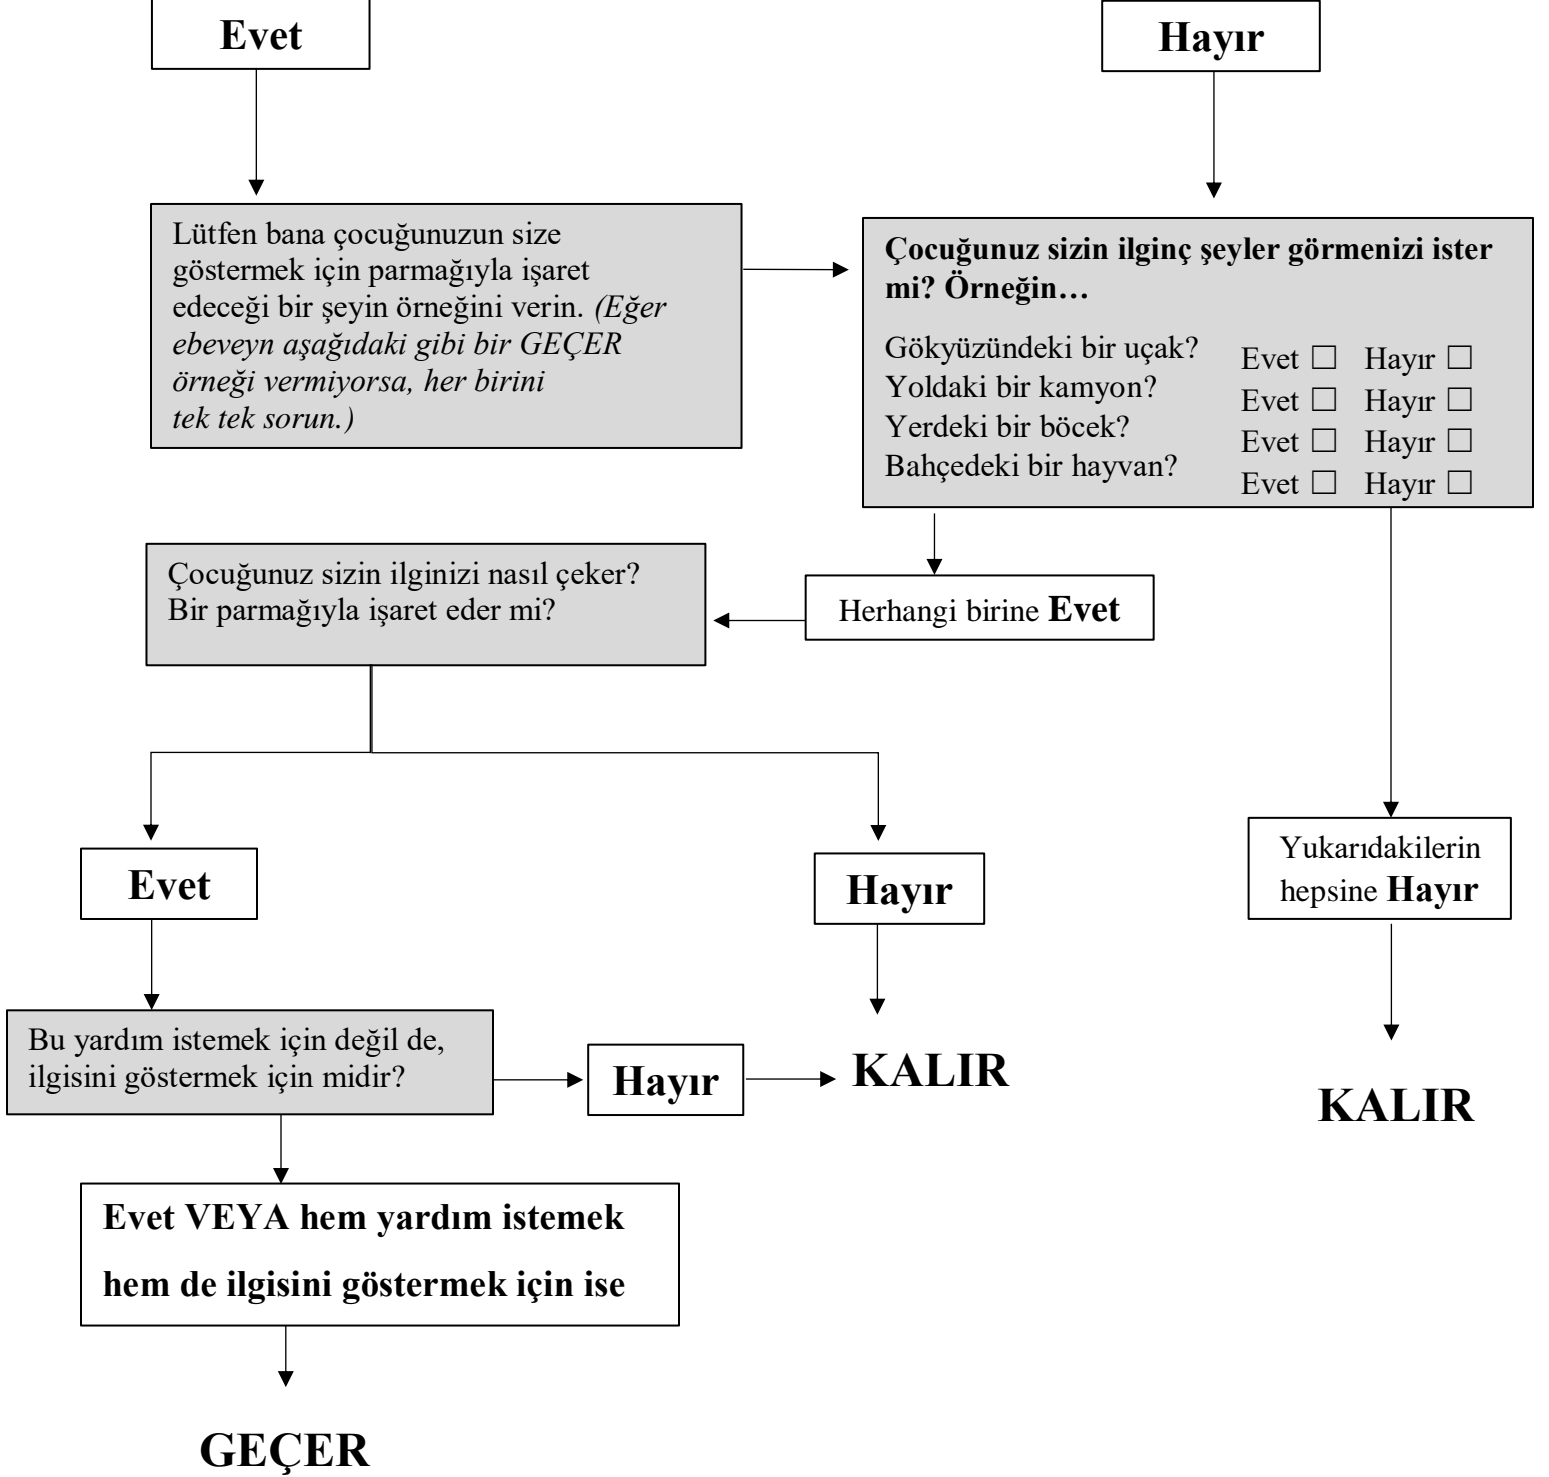 Evet
Hayır
Lütfen bana çocuğunuzun size
göstermek için parmağıyla işaret
edeceği bir şeyin örneğini verin. (Eğer
ebeveyn aşağıdaki gibi bir GEÇER
örneği vermiyorsa, her birini
tek tek sorun.)
Çocuğunuz sizin ilginç şeyler görmenizi ister
mi? Örneğin…
Gökyüzündeki bir uçak? Evet ☐ Hayır ☐
Yoldaki bir kamyon? Evet ☐ Hayır ☐
Yerdeki bir böcek? Evet ☐ Hayır ☐
Bahçedeki bir hayvan? Evet ☐ Hayır ☐
Herhangi birine Evet
Çocuğunuz sizin ilginizi nasıl çeker?
Bir parmağıyla işaret eder mi?
Evet
Hayır
Yukarıdakilerin
hepsine Hayır
Bu yardım istemek için değil de,
ilgisini göstermek için midir?
Hayır
KALIR
KALIR
Evet VEYA hem yardım istemek
hem de ilgisini göstermek için ise
GEÇER